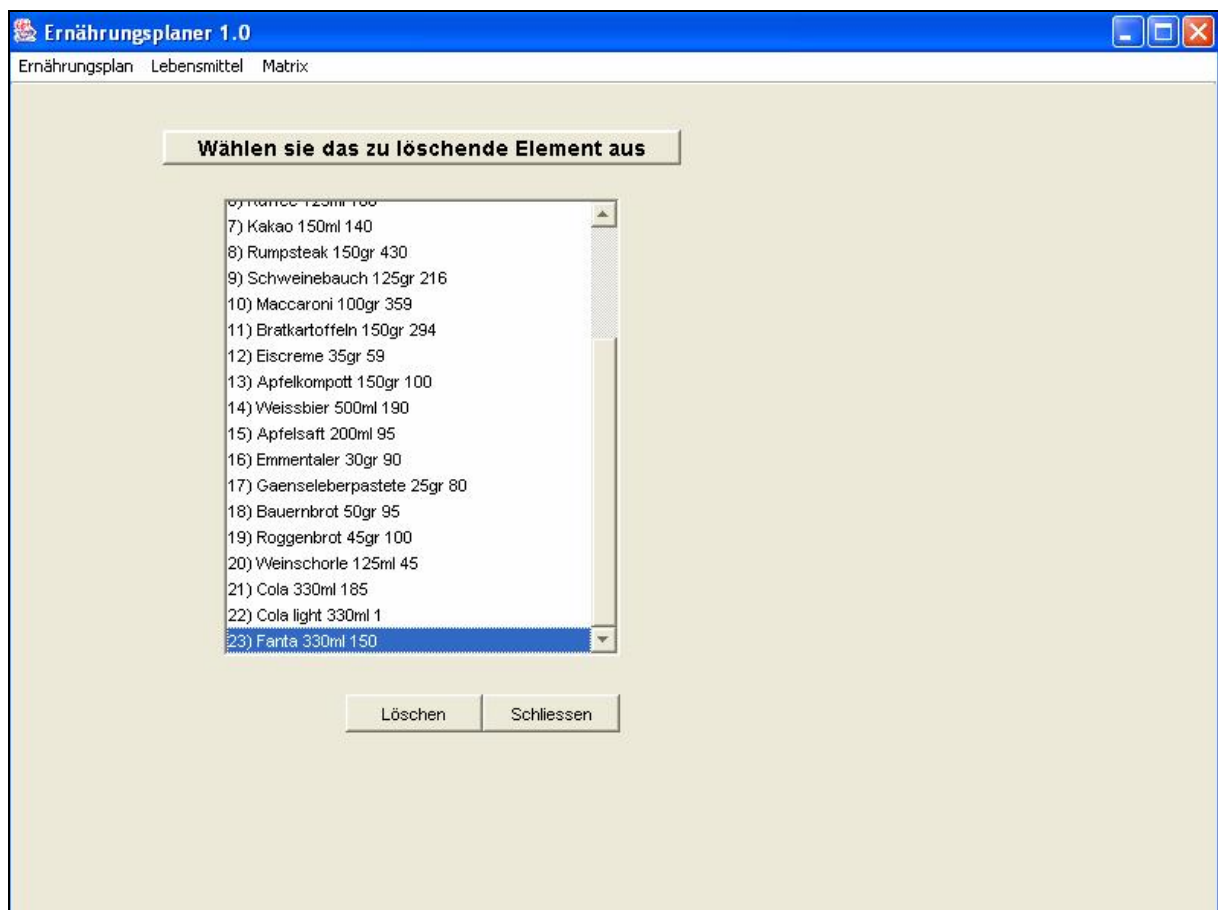 Ernährungsplaner 1.0
Ernährungsplan Lebensmittel Matrix
Wählen sie das zu löschende Element aus
7) Kakao 150ml 140
8) Rumpsteak 150gr 430
9) Schweinebauch 125gr 216
10) Maccaroni 100gr 359
11) Bratkartoffeln 150gr 294
12) Eiscreme 35gr 59
13) Apfelkompott 150gr 100
14) Weissbier 500ml 190
15) Apfelsaft 200ml 95
16) Emmentaler 30gr 90
17) Gaenseleberpastete 25gr 80
18) Bauernbrot 50gr 95
19) Roggenbrot 45gr 100
20) Weinschorle 125ml 45
21) Cola 330ml 185
22) Cola light 330ml 1
23) Fanta 330ml 150
Löschen Schliessen